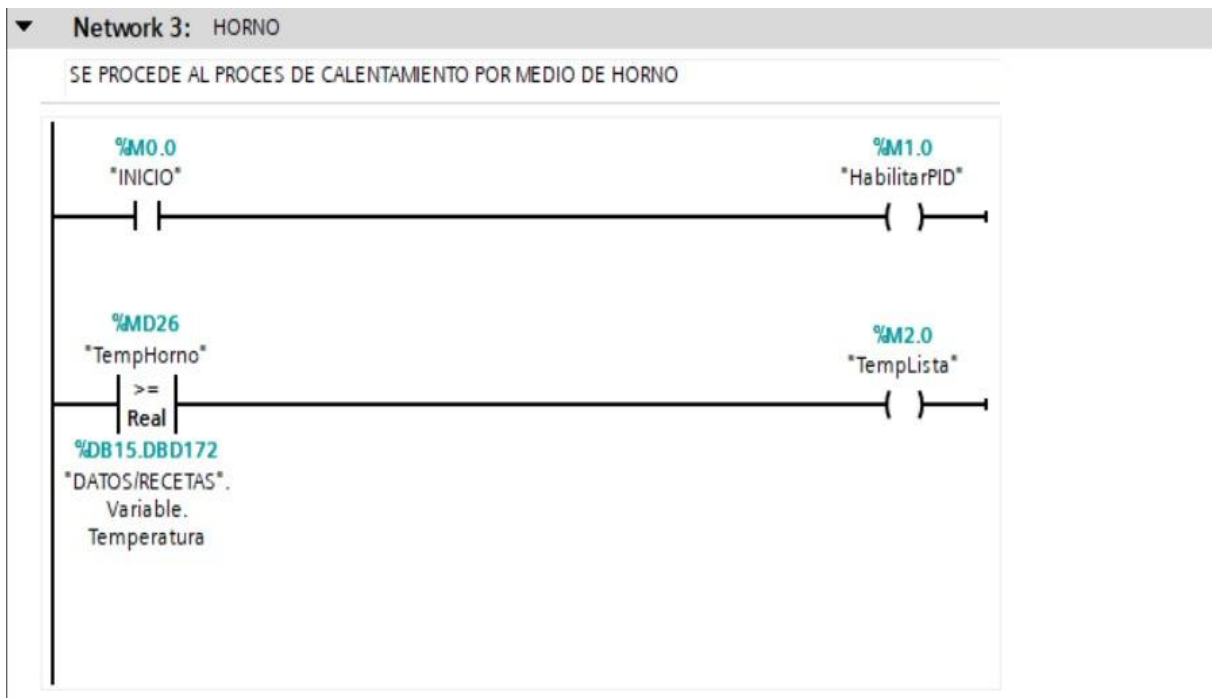 Network 3: HORNO
SE PROCEDE AL PROCES DE CALENTAMIENTO POR MEDIO DE HORNO
%M0.0
"INICIO"
%M1.0
"HabilitarPID"
%MD26
"TempHorno"
>=
Real
%DB15.DBD172
"DATOS/RECETAS".
Variable.
Temperatura
%M2.0
"TempLista"